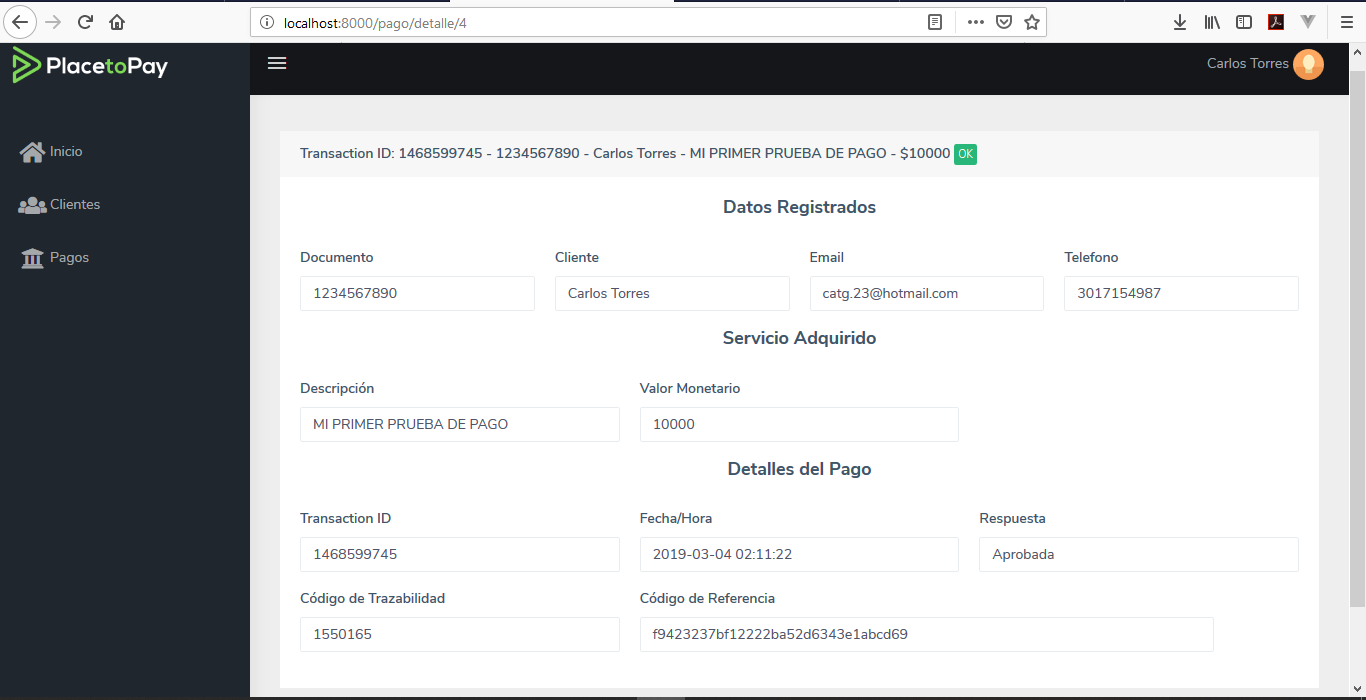 localhost:8000/pago/detalle/4
PlacetoPay
Carlos Torres
Inicio
Clientes
Pagos
Transaction ID: 1468599745 - 1234567890 - Carlos Torres - MI PRIMER PRUEBA DE PAGO - $10000 OK
Datos Registrados
Documento Cliente Email Telefono
1234567890 Carlos Torres catg.23@hotmail.com 3017154987
Servicio Adquirido
Descripción Valor Monetario
MI PRIMER PRUEBA DE PAGO 10000
Detalles del Pago
Transaction ID Fecha/Hora Respuesta
1468599745 2019-03-04 02:11:22 Aprobada
Código de Trazabilidad Código de Referencia
1550165 f9423237bf12222ba52d6343e1abcd69